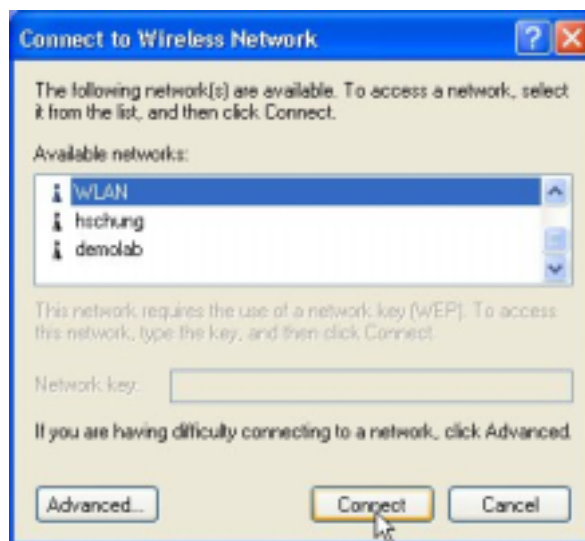 Connect to Wireless Network
The following network(s) are available. To access a network, select
it from the list, and then click Connect.
Available networks:
WLAN
hschung
demolab
This network requires the use of a network key (WEP). To access
this network, type the key, and then click Connect.
Network key:
If you are having difficulty connecting to a network, click Advanced.
Advanced...
Connect
Cancel